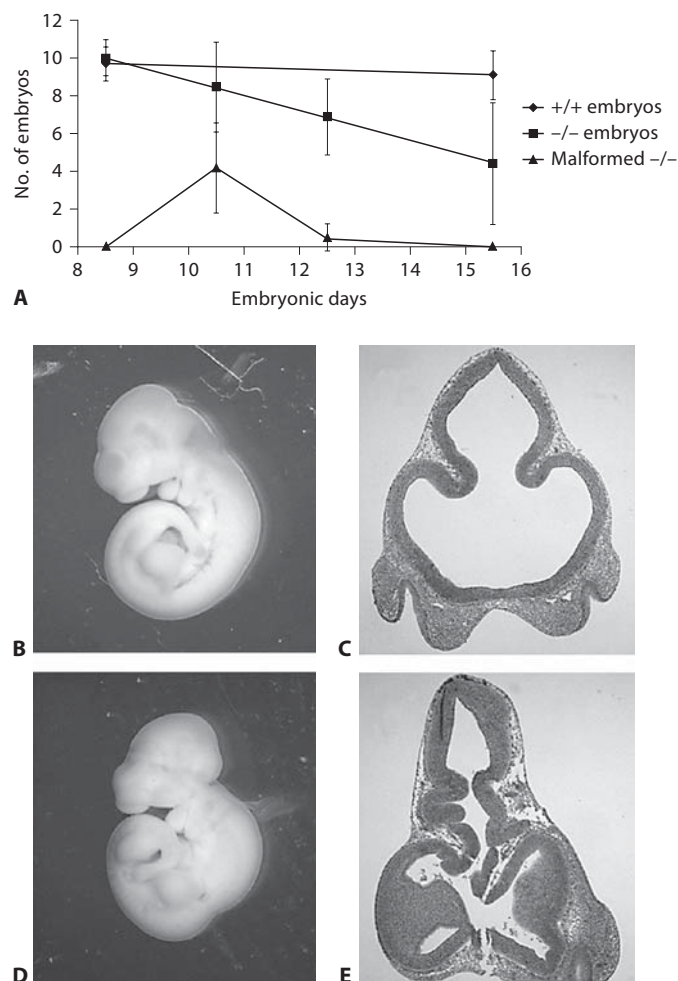 12
10
8
6
4
2
0
No. of embryos
8 9 10 11 12 13 14 15 16
Embryonic days
+/+ embryos
–/– embryos
Malformed –/–
A
B
C
D
E